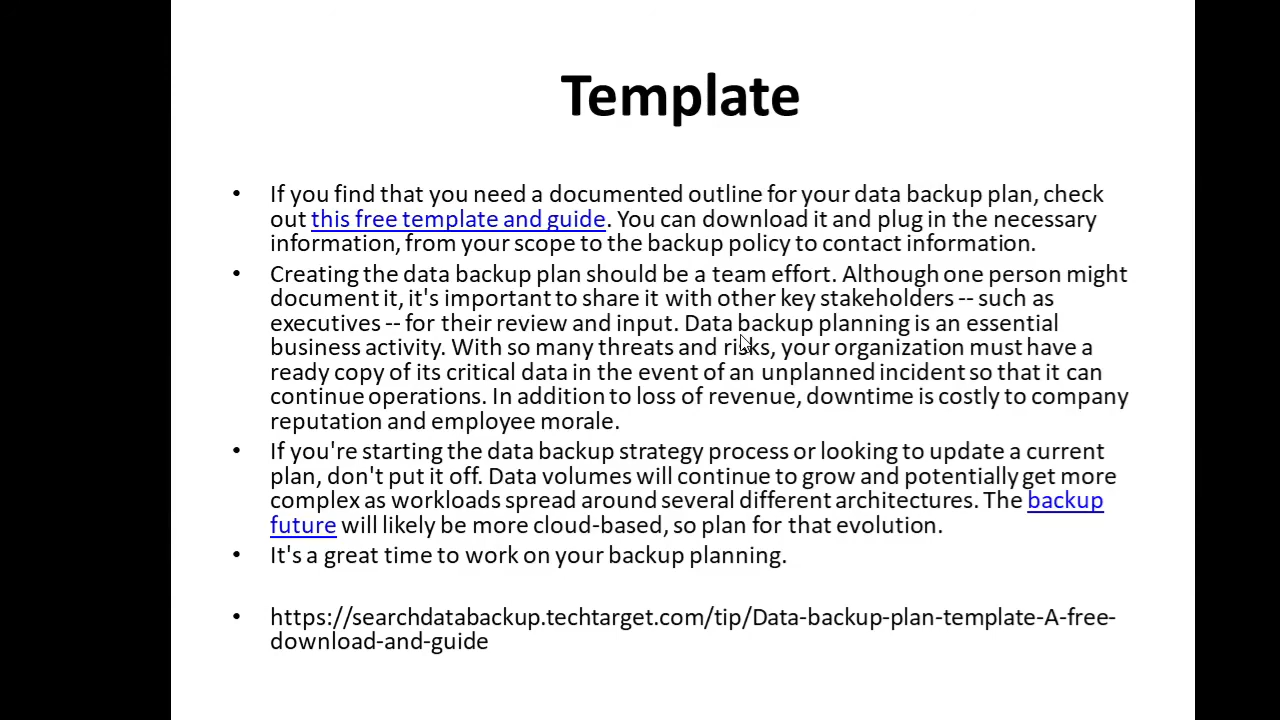 Template
• If you find that you need a documented outline for your data backup plan, check
out this free template and guide. You can download it and plug in the necessary
information, from your scope to the backup policy to contact information.
• Creating the data backup plan should be a team effort. Although one person might
document it, it's important to share it with other key stakeholders -- such as
executives -- for their review and input. Data backup planning is an essential
business activity. With so many threats and risks, your organization must have a
ready copy of its critical data in the event of an unplanned incident so that it can
continue operations. In addition to loss of revenue, downtime is costly to company
reputation and employee morale.
• If you're starting the data backup strategy process or looking to update a current
plan, don't put it off. Data volumes will continue to grow and potentially get more
complex as workloads spread around several different architectures. The backup
future will likely be more cloud-based, so plan for that evolution.
• It's a great time to work on your backup planning.
• https://searchdatabackup.techtarget.com/tip/Data-backup-plan-template-A-free-
download-and-guide